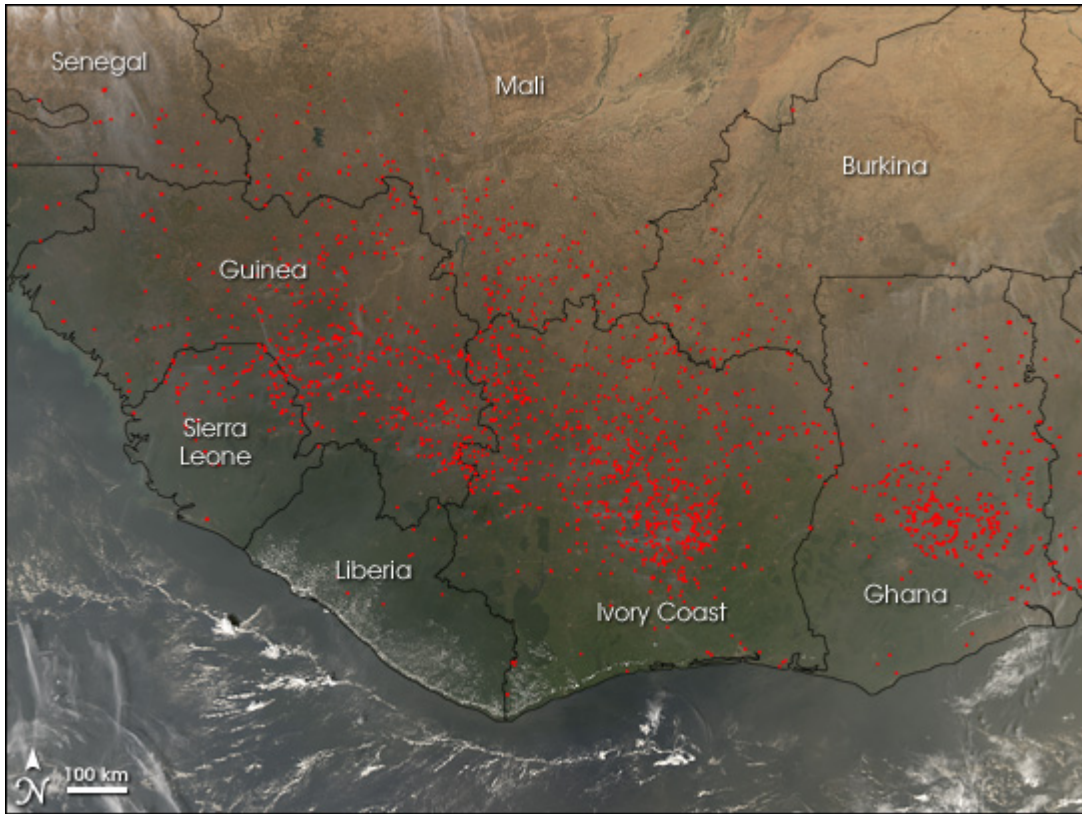 Senegal
Mali
Burkina
Guinea
Sierra
Leone
Liberia
Ivory Coast
Ghana
N
100 km